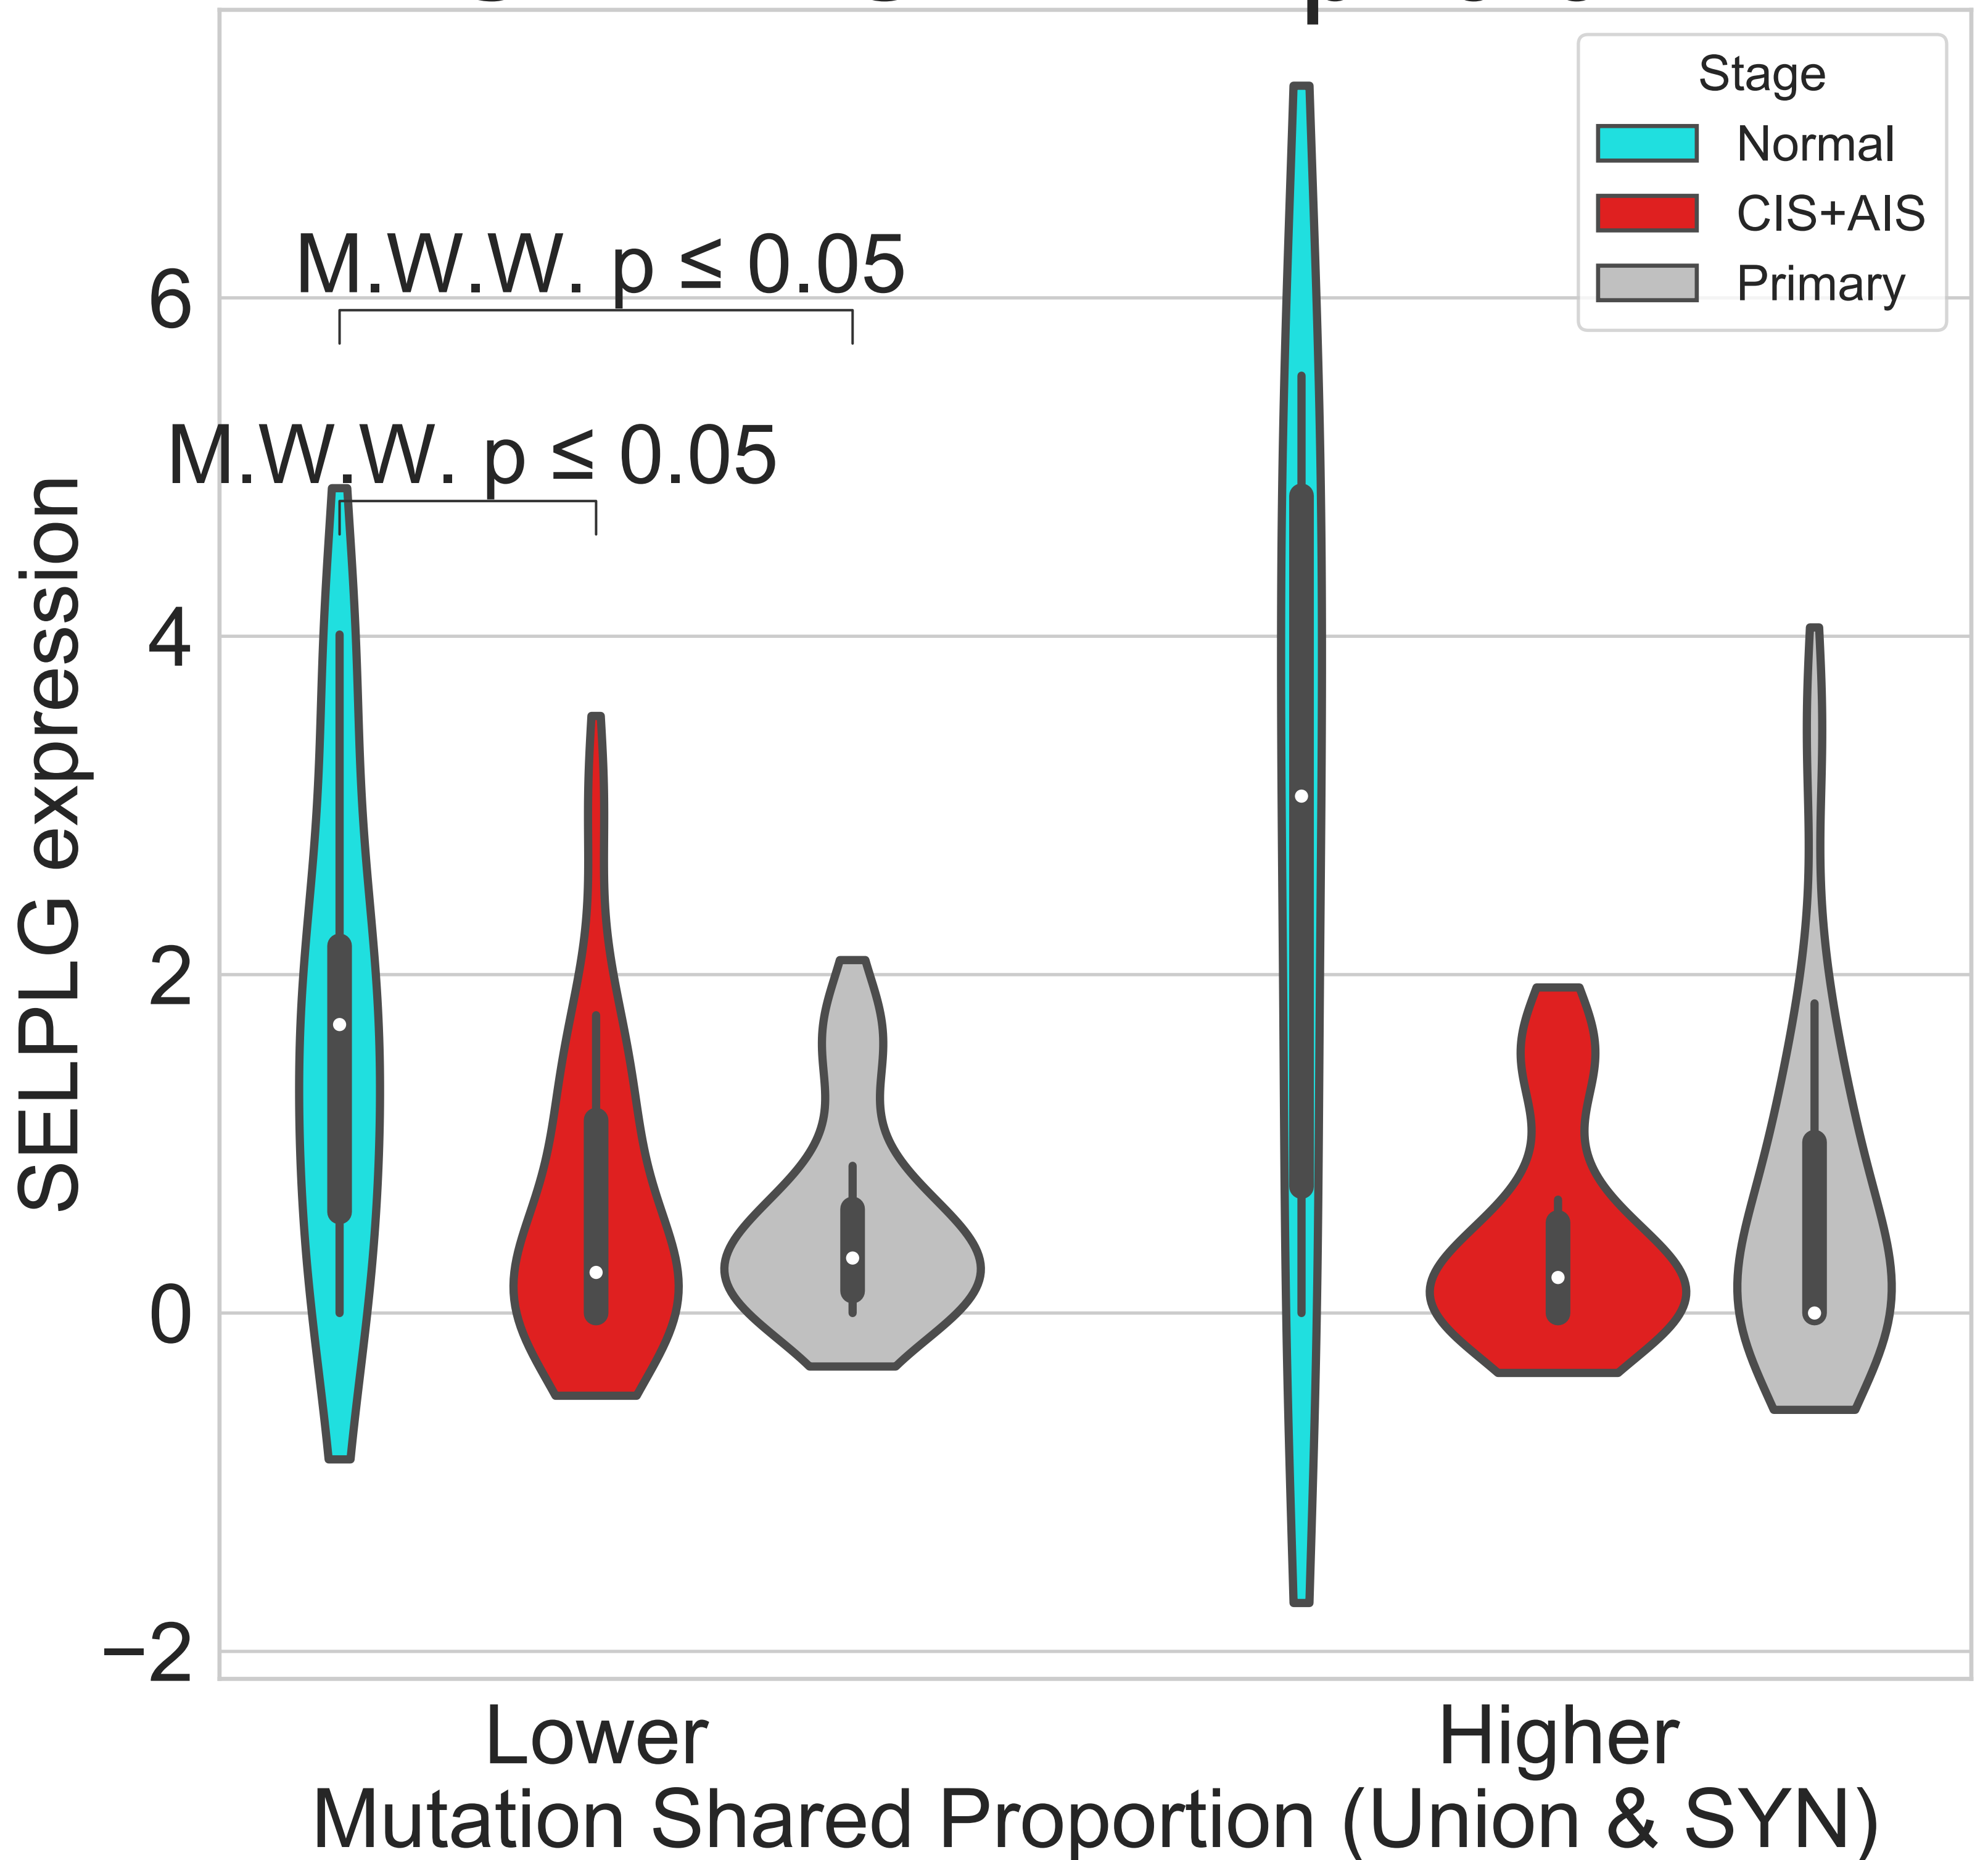 Stage
Normal
CIS+AIS
Primary
M.W.W. p ≤ 0.05
M.W.W. p ≤ 0.05
6
4
2
0
−2
SELPLG expression
Lower
Higher
Mutation Shared Proportion (Union & SYN)